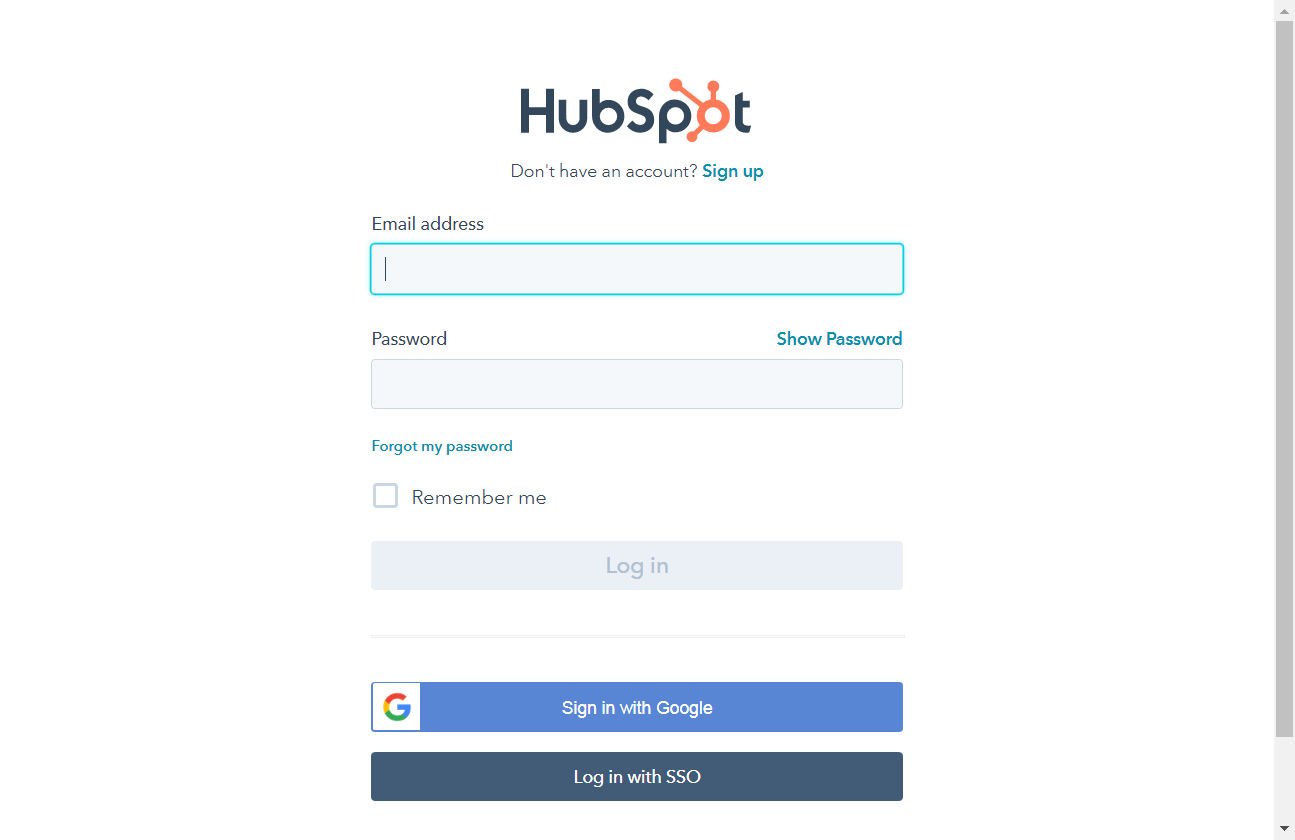 HubSpot
Don't have an account? Sign up
Email address
Password
Show Password
Forgot my password
Remember me
Log in
Sign in with Google
Log in with SSO